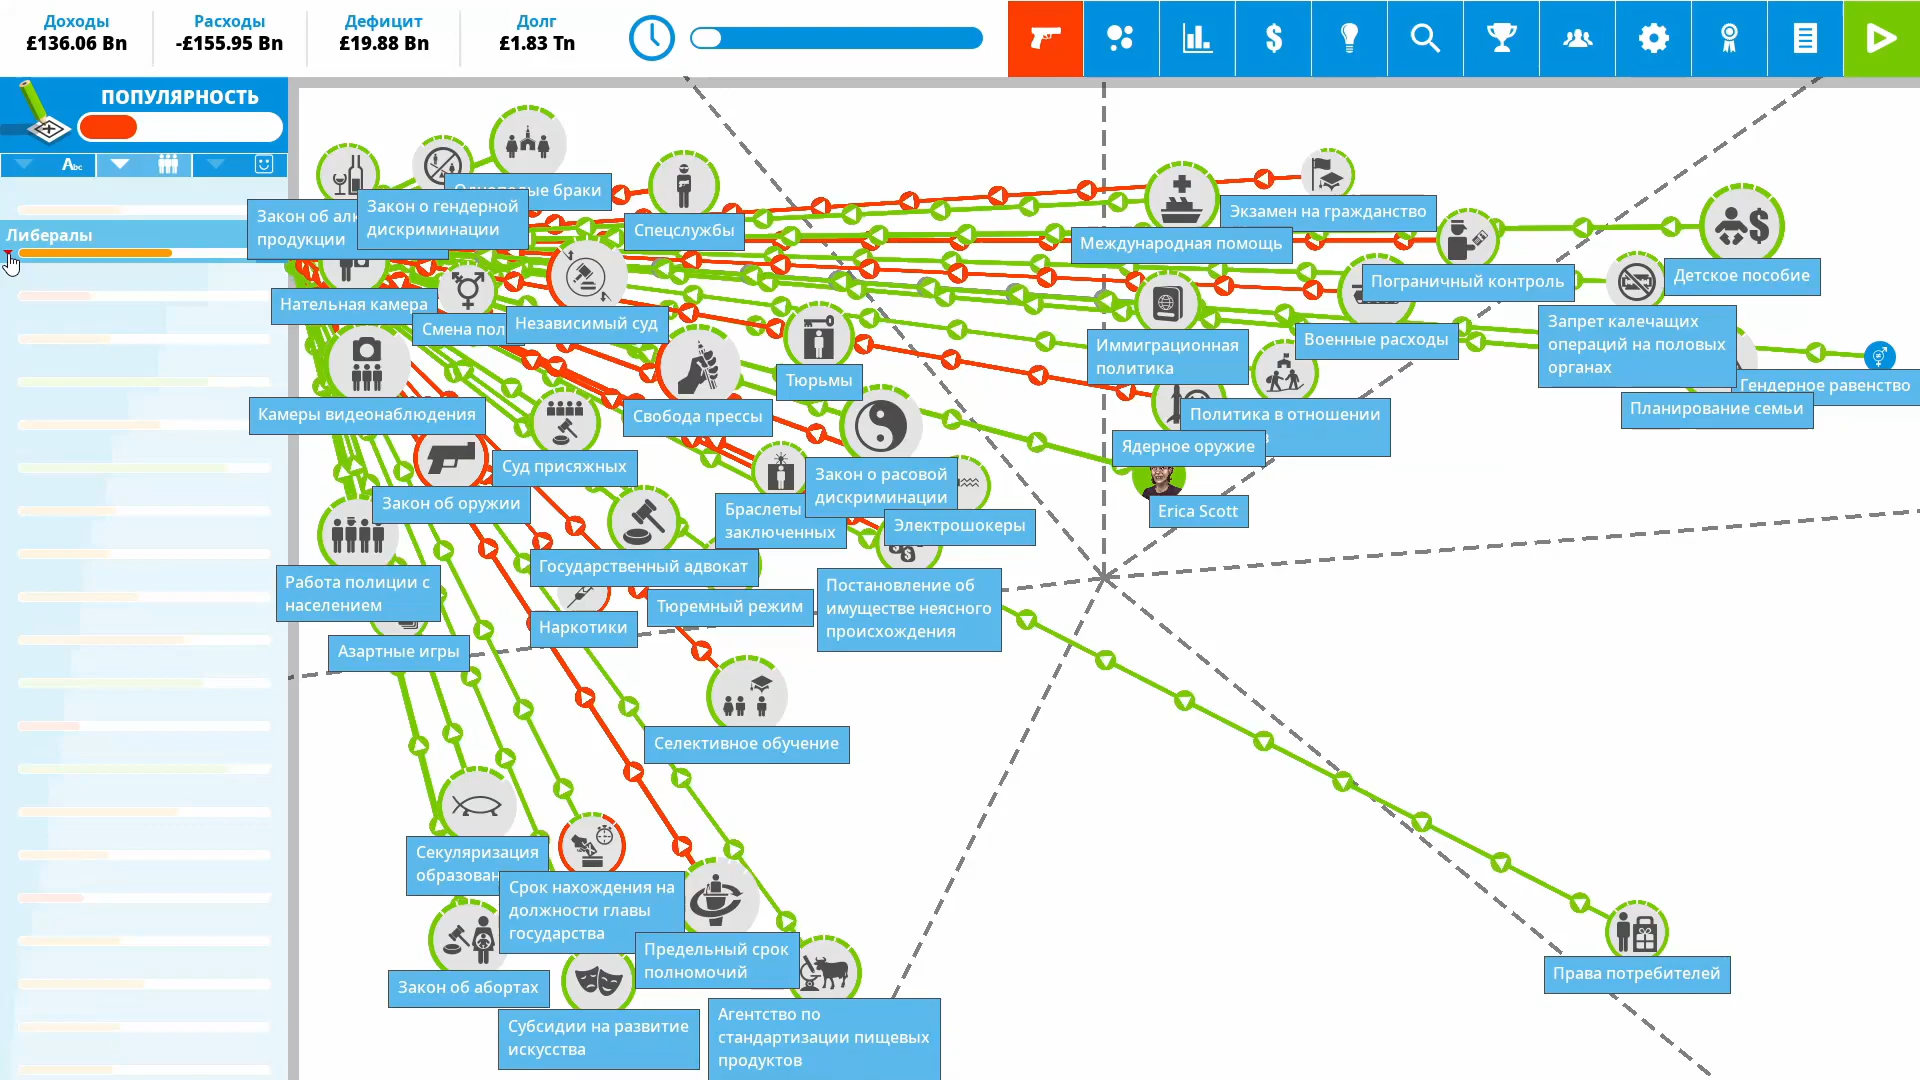 Доходы
£136.06 Bn
Расходы
-£155.95 Bn
Дефицит
£19.88 Bn
Долг
£1.83 Tn
ПОПУЛЯРНОСТЬ
Abc
Либералы
Однополые браки
Закон об
продукции
Закон о гендерной
дискриминации
Спецслужбы
Экзамен на гражданство
Международная помощь
Пограничный контроль
Детское пособие
Нательная камера
Смена
Независимый суд
Иммиграционная
политика
Военные расходы
Запрет калечащих
операций на половых
органах
Гендерное равенство
Планирование семьи
Тюрьмы
Камеры видеонаблюдения
Свобода прессы
Политика в отношении
Ядерное оружие
Суд присяжных
Закон о расовой
дискриминации
Закон об оружии
Браслеты
заключенных
Электрошокеры
Erica Scott
Государственный адвокат
Работа полиции с
населением
Тюремный режим
Постановление об
имуществе неясного
происхождения
Наркотики
Азартные игры
Селективное обучение
Секуляризация
Срок нахождения на
должности главы
государства
Предельный срок
полномочий
Закон об абортах
Права потребителей
Субсидии на развитие
искусства
Агентство по
стандартизации пищевых
продуктов